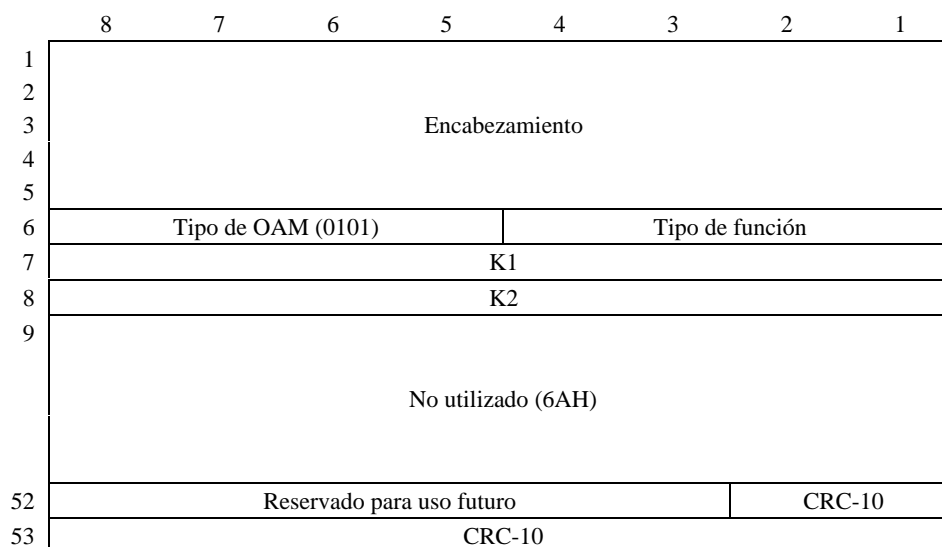 8 7 6 5 4 3 2 1
1
2
3 Encabezamiento
4
5
6 Tipo de OAM (0101) Tipo de función
7 K1
8 K2
9
No utilizado (6AH)
52 Reservado para uso futuro CRC-10
53 CRC-10